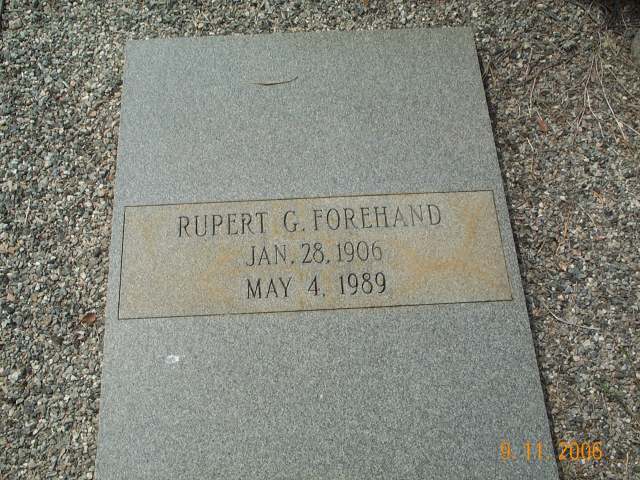 RUPERT G. FOREHAND
JAN. 28, 1906
MAY 4, 1989
9.11.2006